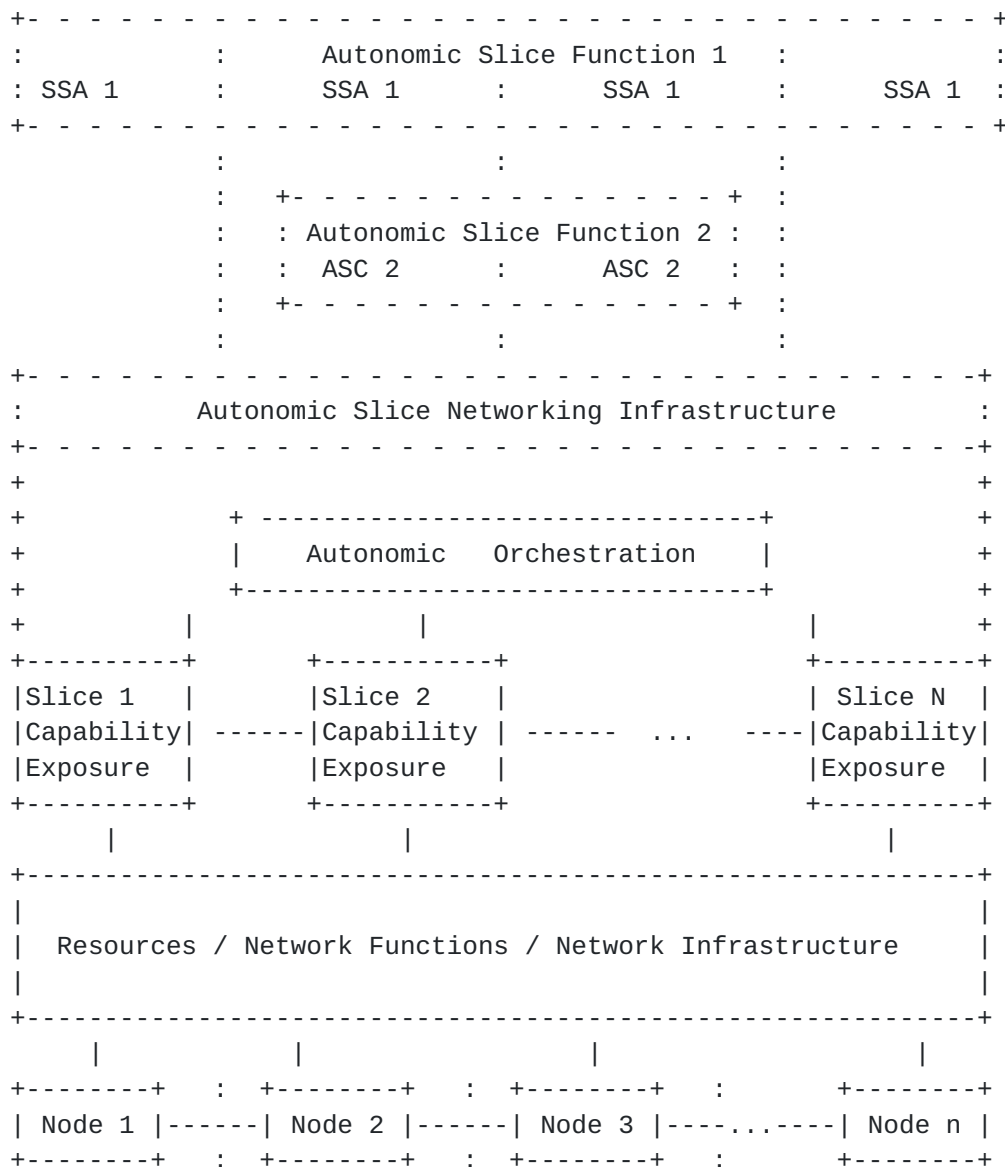 Autonomic Slice Function 1
SSA 1 SSA 1 SSA 1 SSA 1
Autonomic Slice Function 2
ASC 2 ASC 2
Autonomic Slice Networking Infrastructure
Autonomic Orchestration
Slice 1 Slice 2 Slice N
Capability Capability ... Capability
Exposure Exposure Exposure
Resources / Network Functions / Network Infrastructure
Node 1 Node 2 Node 3 ... Node n